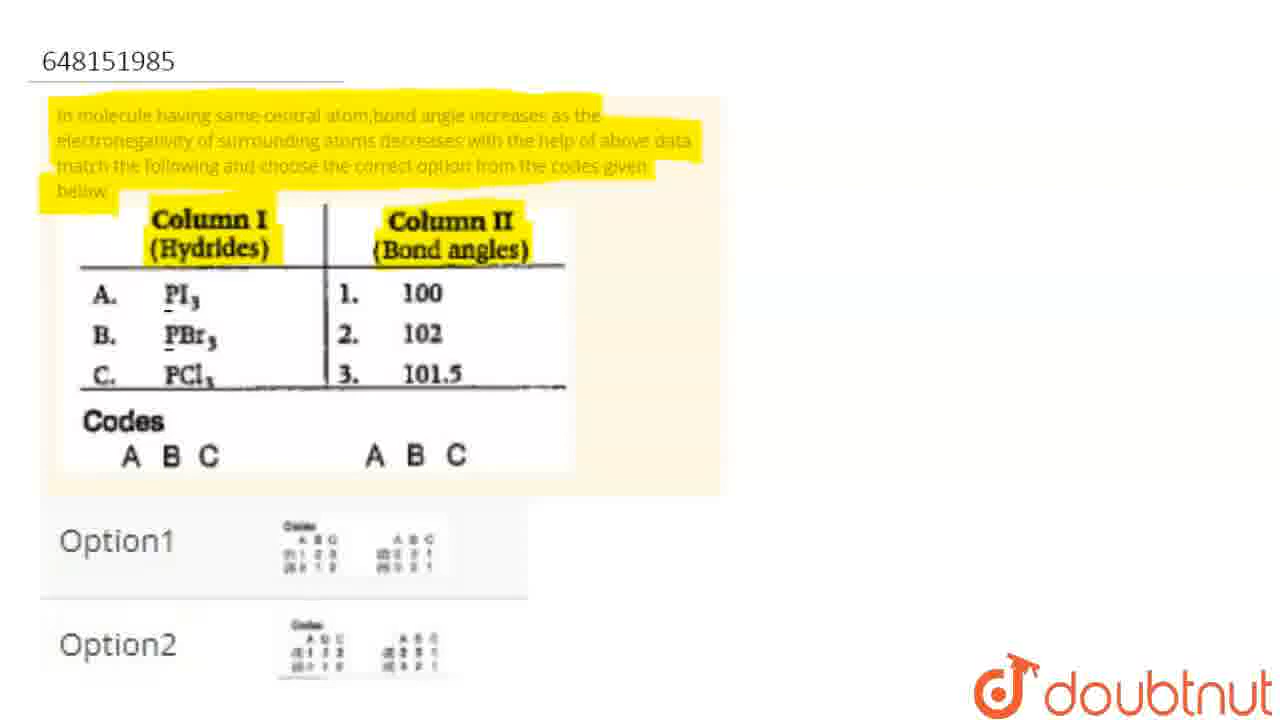 648151985
In molecule having same central atom,bond angle increases as the
electronegativity of surrounding atoms decreases with the help of above data
match the following and choose the correct option from the codes given
below
Column I Column II
(Hydrides) (Bond angles)
A. PI3 1. 100
B. PBr3 2. 102
C. PCl3 3. 101.5
Codes
A B C A B C
Option1
Codes
A B C A B C
Option2
Codes
A B C A B C
doubtnut